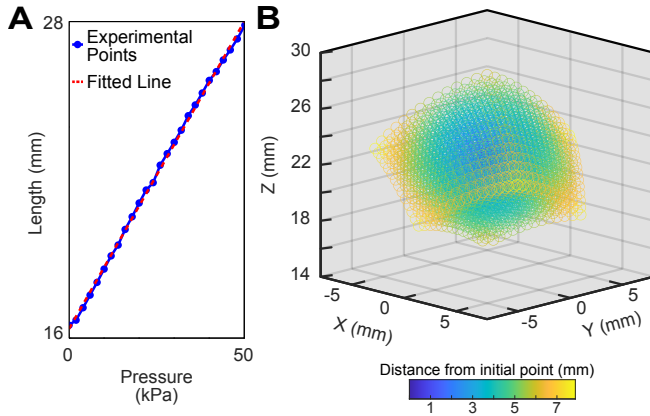 A
28
Experimental
Points
Fitted Line
Length (mm)
16
0
50
Pressure
(kPa)
B
30
26
22
18
14
Z (mm)
-5
0
5
X (mm)
-5
0
5
Y (mm)
Distance from initial point (mm)
1
3
5
7